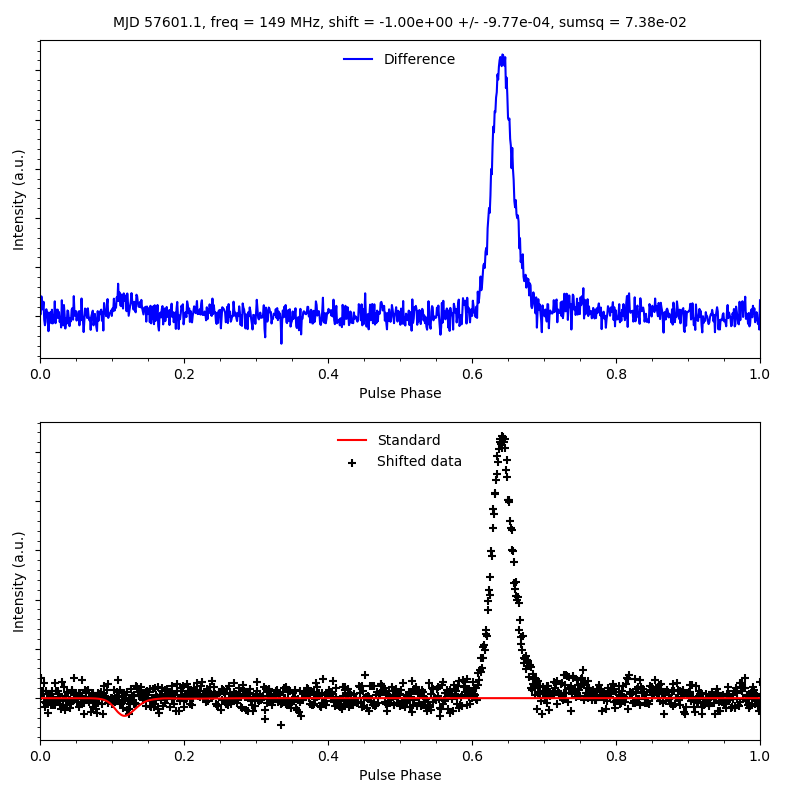 MJD 57601.1, freq = 149 MHz, shift = -1.00e+00 +/- -9.77e-04, sumsq = 7.38e-02
Difference
Intensity (a.u.)
0.0 0.2 0.4 0.6 0.8 1.0
Pulse Phase
Standard
Shifted data
Intensity (a.u.)
0.0 0.2 0.4 0.6 0.8 1.0
Pulse Phase